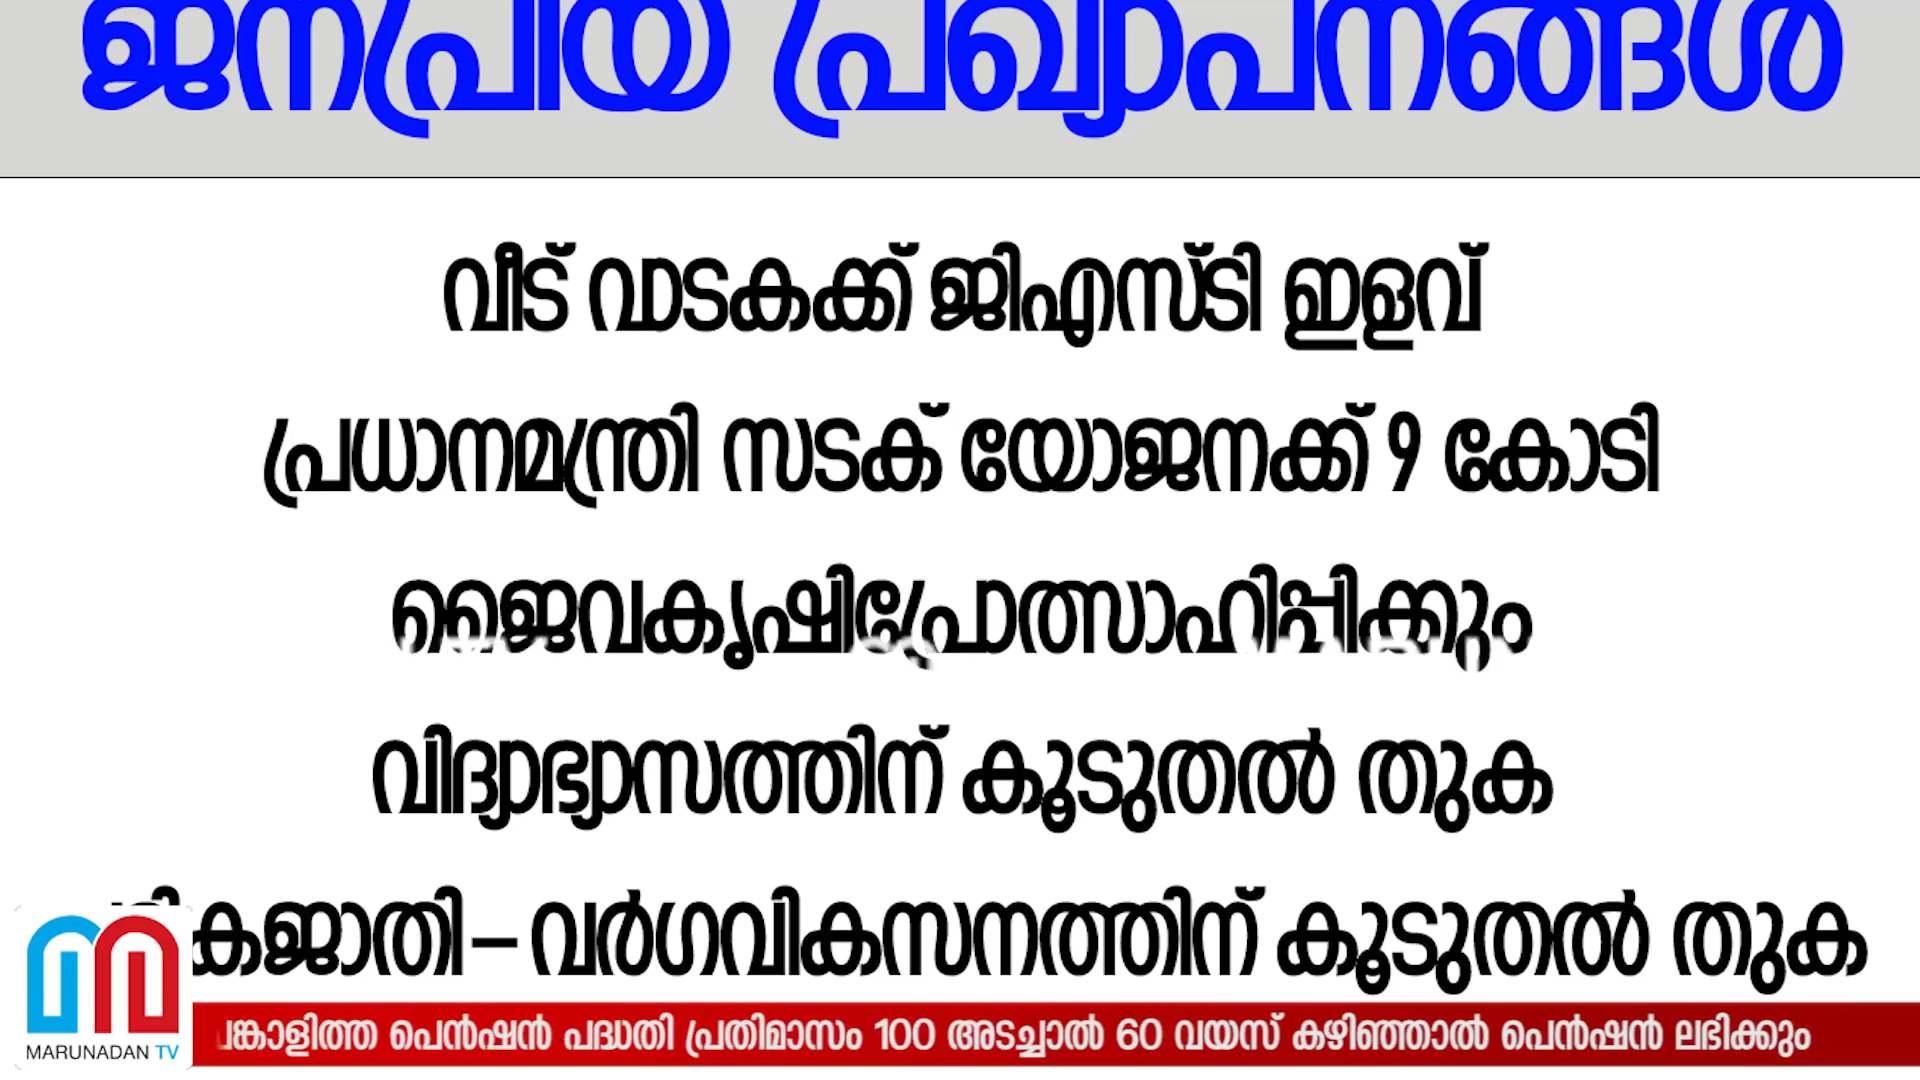 ജനപ്രിയ പ്രഖ്യാപനങ്ങൾ
വീട് വാടകക്ക് ജിഎസ്ടി ഇളവ്
പ്രധാനമന്ത്രി സടക് യോജനക്ക് 9 കോടി
ജൈവകൃഷിപ്രോത്സാഹിപ്പിക്കും
വിദ്യാഭ്യാസത്തിന് കൂടുതൽ തുക
– വർഗവികസനത്തിന് കൂടുതൽ തുക
പങ്കാളിത്ത പെൻഷൻ പദ്ധതി പ്രതിമാസം 100 അടച്ചാൽ 60 വയസ് കഴിഞ്ഞാൽ പെൻഷൻ ലഭിക്കും
MARUNADAN TV